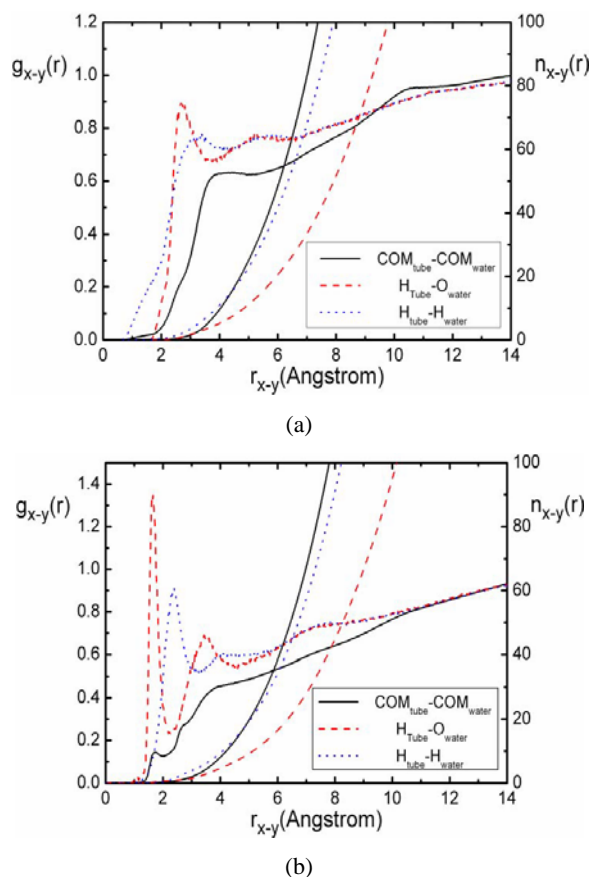 1.2
1.0
0.8
0.6
0.4
0.2
0.0
g_{x-y}(r)
100
80
60
40
20
0
n_{x-y}(r)
COM_{tube}-COM_{water}
H_{Tube}-O_{water}
H_{tube}-H_{water}
0 2 4 6 8 10 12 14
r_{x-y}(Angstrom)
(a)
1.4
1.2
1.0
0.8
0.6
0.4
0.2
0.0
g_{x-y}(r)
100
80
60
40
20
0
n_{x-y}(r)
COM_{tube}-COM_{water}
H_{Tube}-O_{water}
H_{tube}-H_{water}
0 2 4 6 8 10 12 14
r_{x-y}(Angstrom)
(b)